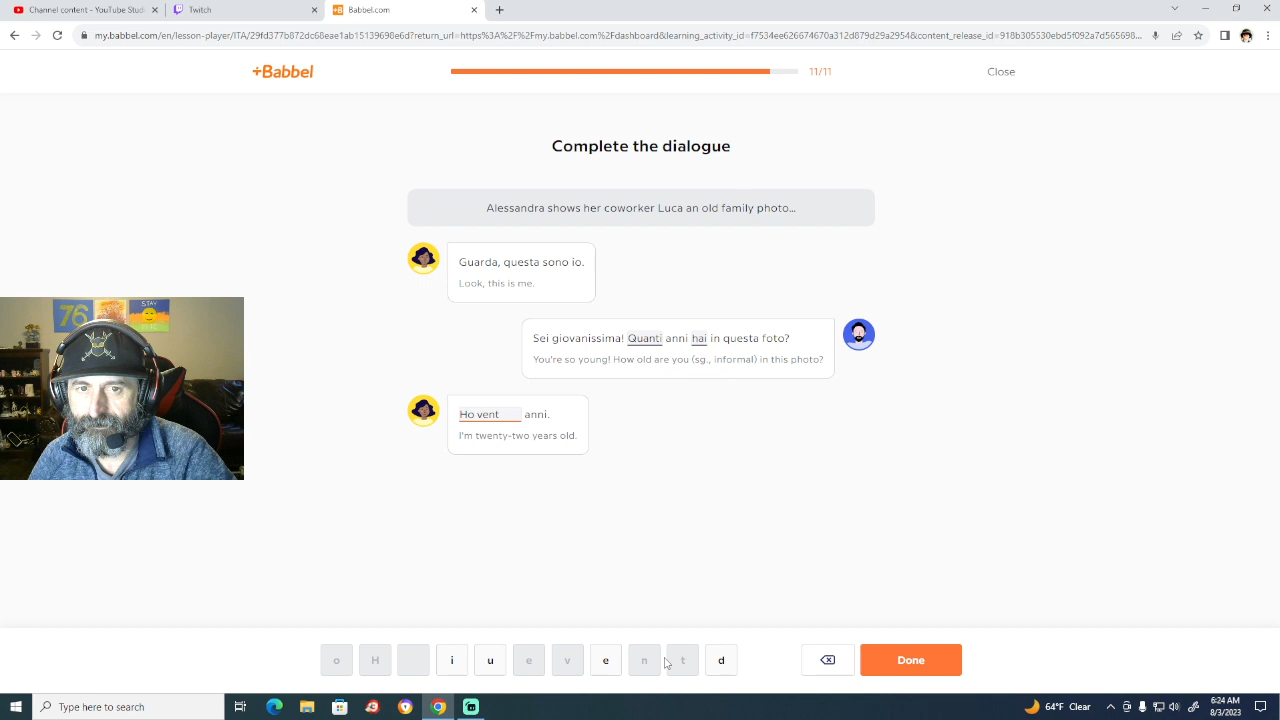 Channel content - YouTube Stud
Twitch
Babbel.com
my.babbel.com/en/lesson-player/ITA/29fd377b872dc68eae1ab15139698e6d?return_url=https%3A%2F%2Fmy.babbel.com%2Fdashboard&learning_activity_id=f7534ee626674670a312d879d29a2954&content_release_id=918b305530ebd5f092a7d565698...
+Babbel
11/11
Close
Complete the dialogue
Alessandra shows her coworker Luca an old family photo...
Guarda, questa sono io.
Look, this is me.
Sei giovanissima! Quanti anni hai in questa foto?
You're so young! How old are you (sg., informal) in this photo?
Ho vent anni.
I'm twenty-two years old.
76
STAY
o H i u e v e n t d
Done
Type here to search
64°F Clear
6:24 AM
8/3/2023